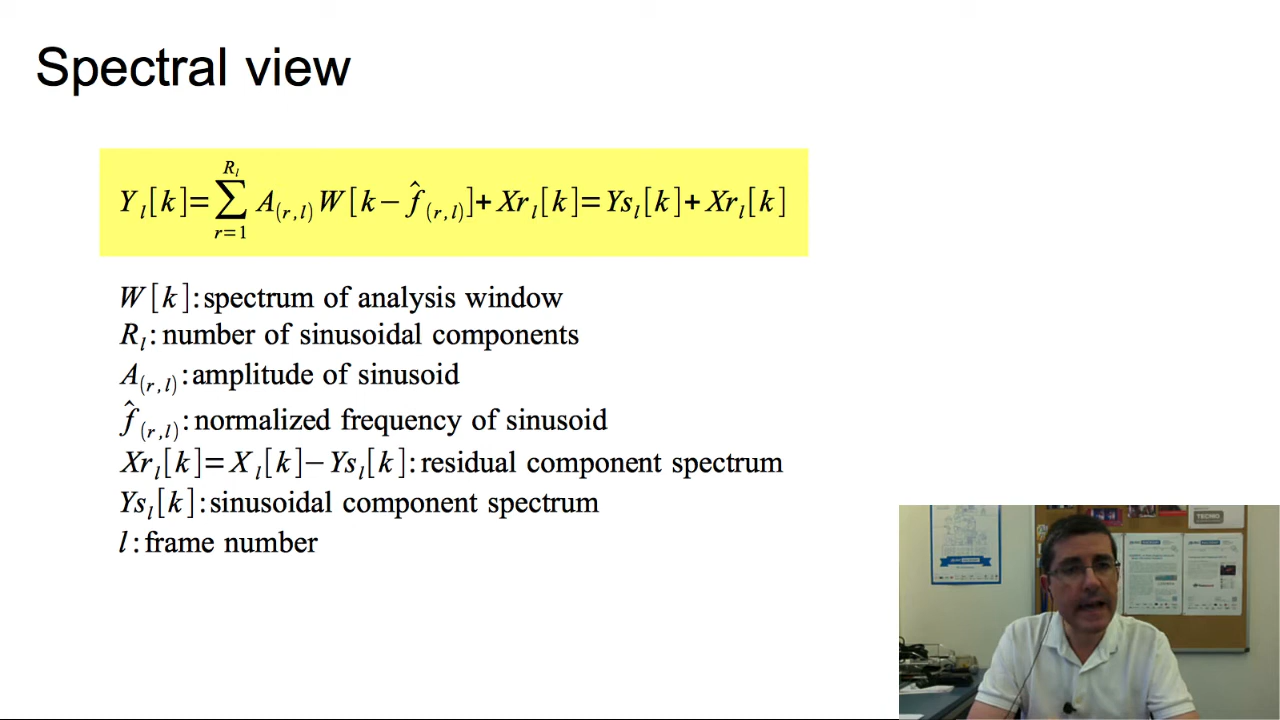 Spectral view
Y_l[k]=∑_{r=1}^{R_l} A_{(r,l)} W[k−f̂_{(r,l)}]+Xr_l[k]=Ys_l[k]+Xr_l[k]
W[k]:spectrum of analysis window
R_l:number of sinusoidal components
A_{(r,l)}:amplitude of sinusoid
f̂_{(r,l)}:normalized frequency of sinusoid
Xr_l[k]=X_l[k]−Ys_l[k]:residual component spectrum
Ys_l[k]:sinusoidal component spectrum
l:frame number
TECNIO